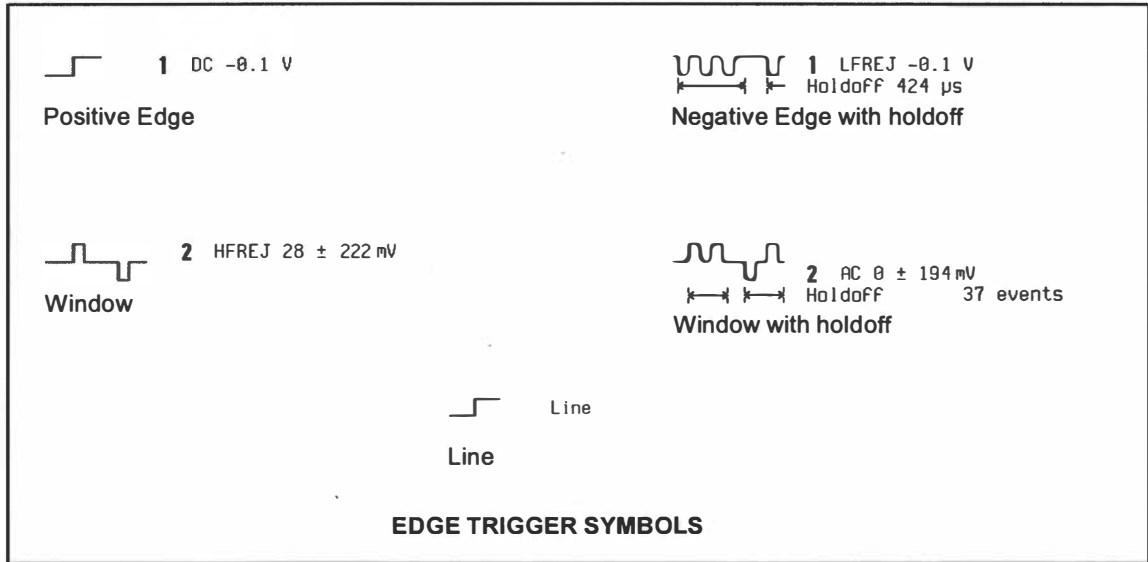 1 DC -0.1 V
Positive Edge
1 LFREJ -0.1 V
Holdoff 424 µs
Negative Edge with holdoff
2 HFREJ 28 ± 222 mV
Window
2 AC 0 ± 194 mV
Holdoff 37 events
Window with holdoff
Line
Line
EDGE TRIGGER SYMBOLS